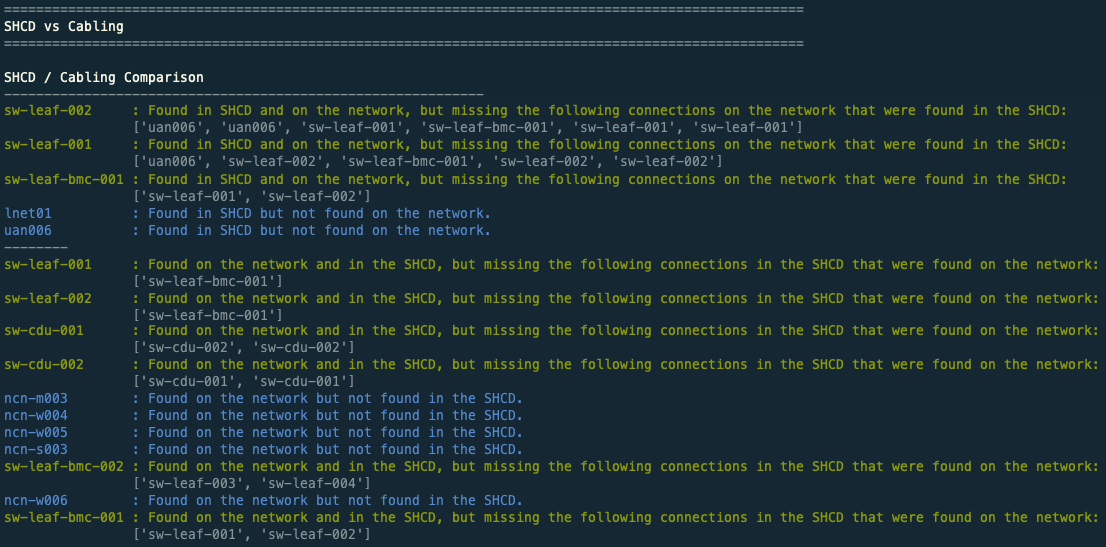 ====================================================================================================
SHCD vs Cabling
====================================================================================================
SHCD / Cabling Comparison
------------------------------------------------------------
sw-leaf-002     : Found in SHCD and on the network, but missing the following connections on the network that were found in the SHCD:
                ['uan006', 'uan006', 'sw-leaf-001', 'sw-leaf-bmc-001', 'sw-leaf-001', 'sw-leaf-001']
sw-leaf-001     : Found in SHCD and on the network, but missing the following connections on the network that were found in the SHCD:
                ['uan006', 'sw-leaf-002', 'sw-leaf-bmc-001', 'sw-leaf-002', 'sw-leaf-002']
sw-leaf-bmc-001 : Found in SHCD and on the network, but missing the following connections on the network that were found in the SHCD:
                ['sw-leaf-001', 'sw-leaf-002']
lnet01          : Found in SHCD but not found on the network.
uan006          : Found in SHCD but not found on the network.
--------
sw-leaf-001     : Found on the network and in the SHCD, but missing the following connections in the SHCD that were found on the network:
                ['sw-leaf-bmc-001']
sw-leaf-002     : Found on the network and in the SHCD, but missing the following connections in the SHCD that were found on the network:
                ['sw-leaf-bmc-001']
sw-cdu-001      : Found on the network and in the SHCD, but missing the following connections in the SHCD that were found on the network:
                ['sw-cdu-002', 'sw-cdu-002']
sw-cdu-002      : Found on the network and in the SHCD, but missing the following connections in the SHCD that were found on the network:
                ['sw-cdu-001', 'sw-cdu-001']
ncn-m003        : Found on the network but not found in the SHCD.
ncn-w004        : Found on the network but not found in the SHCD.
ncn-w005        : Found on the network but not found in the SHCD.
ncn-s003        : Found on the network but not found in the SHCD.
sw-leaf-bmc-002 : Found on the network and in the SHCD, but missing the following connections in the SHCD that were found on the network:
                ['sw-leaf-003', 'sw-leaf-004']
ncn-w006        : Found on the network but not found in the SHCD.
sw-leaf-bmc-001 : Found on the network and in the SHCD, but missing the following connections in the SHCD that were found on the network:
                ['sw-leaf-001', 'sw-leaf-002']